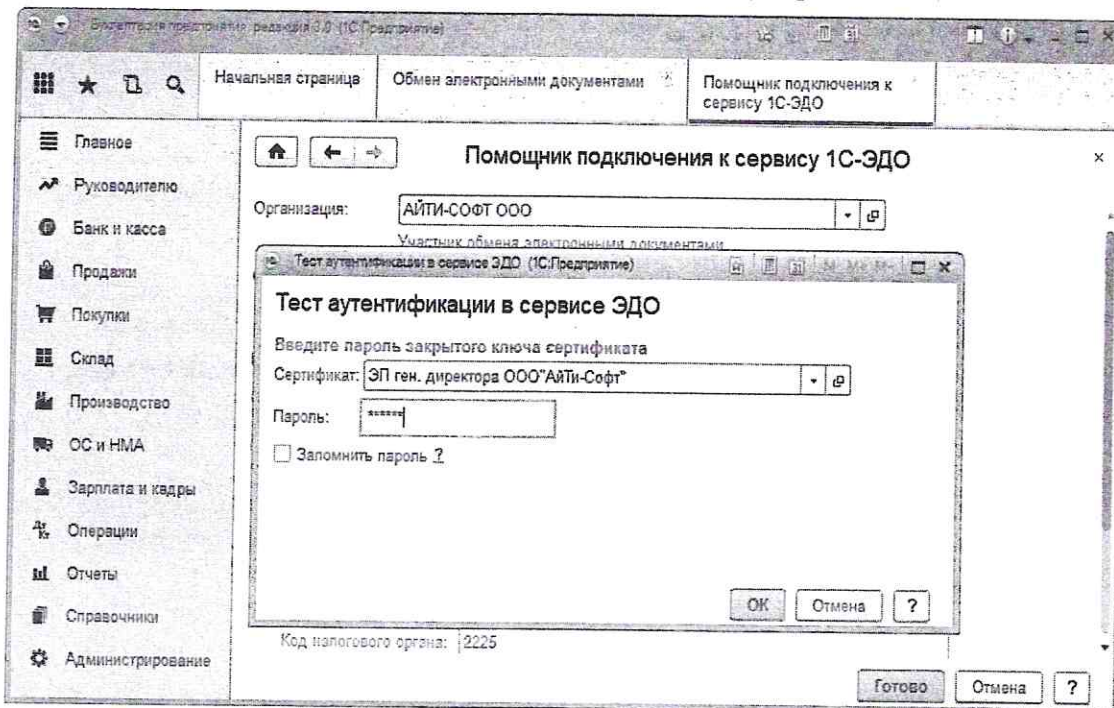 Бухгалтерия предприятия, редакция 3.0 (1С:Предприятие)
Начальная страница
Обмен электронными документами
Помощник подключения к
сервису 1С-ЭДО
Главное
Руководителю
Банк и касса
Продажи
Покупки
Склад
Производство
ОС и НМА
Зарплата и кадры
Операции
Отчеты
Справочники
Администрирование
Помощник подключения к сервису 1С-ЭДО
Организация: АЙТИ-СОФТ ООО
Участник обмена электронными документами
Тест аутентификации в сервисе ЭДО (1С:Предприятие)
M M+ M-
Тест аутентификации в сервисе ЭДО
Введите пароль закрытого ключа сертификата
Сертификат: ЭП ген. директора ООО"АйТи-Софт"
Пароль: ******
Запомнить пароль ?
ОК Отмена ?
Код налогового органа: 2225
Готово Отмена ?